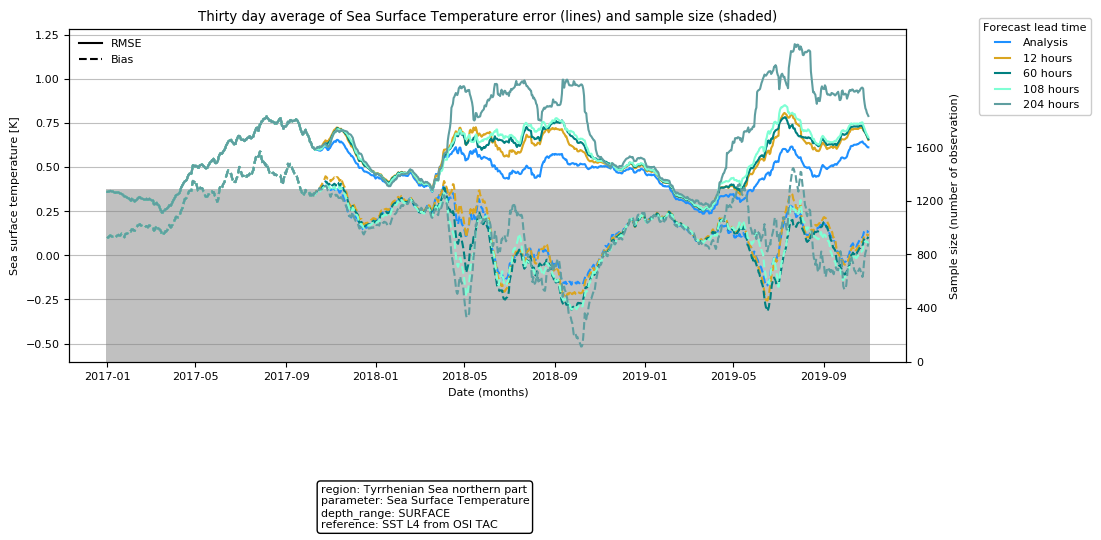 Thirty day average of Sea Surface Temperature error (lines) and sample size (shaded)
Forecast lead time
Analysis
12 hours
60 hours
108 hours
204 hours
RMSE
Bias
Sea surface temperature [K]
1.25
1.00
0.75
0.50
0.25
0.00
−0.25
−0.50
1600
1200
800
400
0
Sample size (number of observation)
2017-01 2017-05 2017-09 2018-01 2018-05 2018-09 2019-01 2019-05 2019-09
Date (months)
region: Tyrrhenian Sea northern part
parameter: Sea Surface Temperature
depth_range: SURFACE
reference: SST L4 from OSI TAC